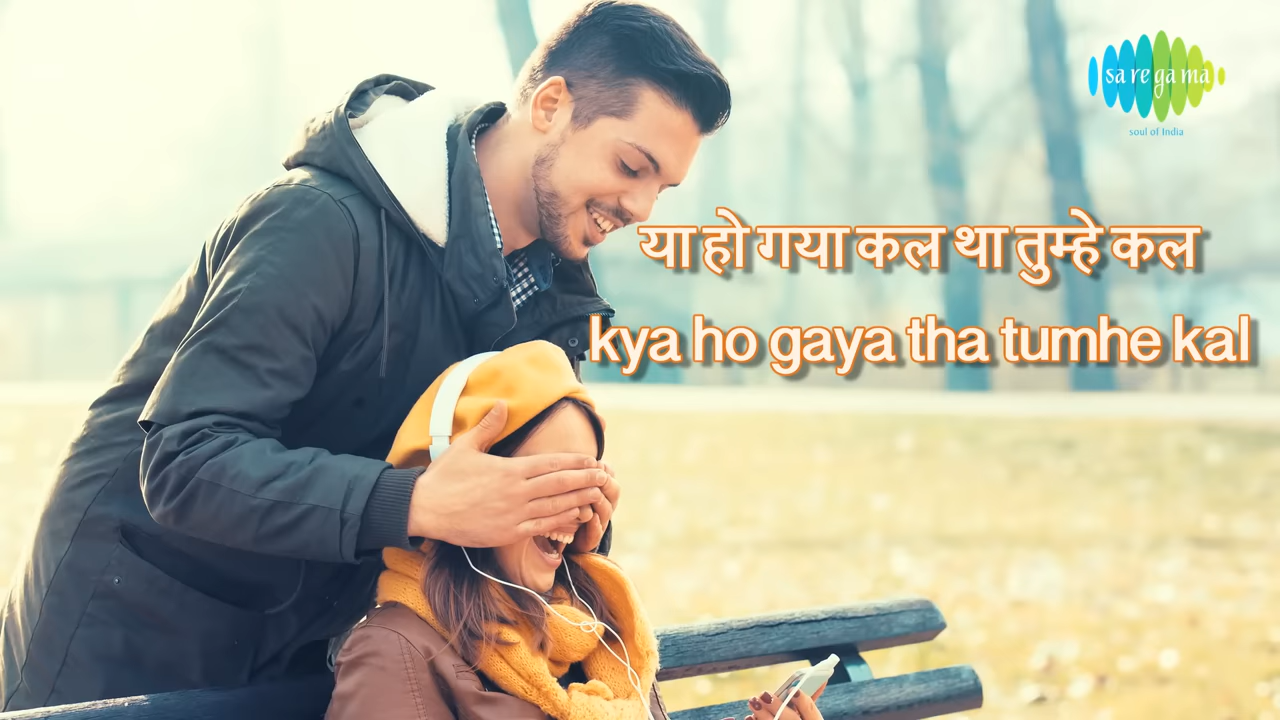 sa re ga ma
soul of India
या हो गया कल था तुम्हे कल
kya ho gaya tha tumhe kal